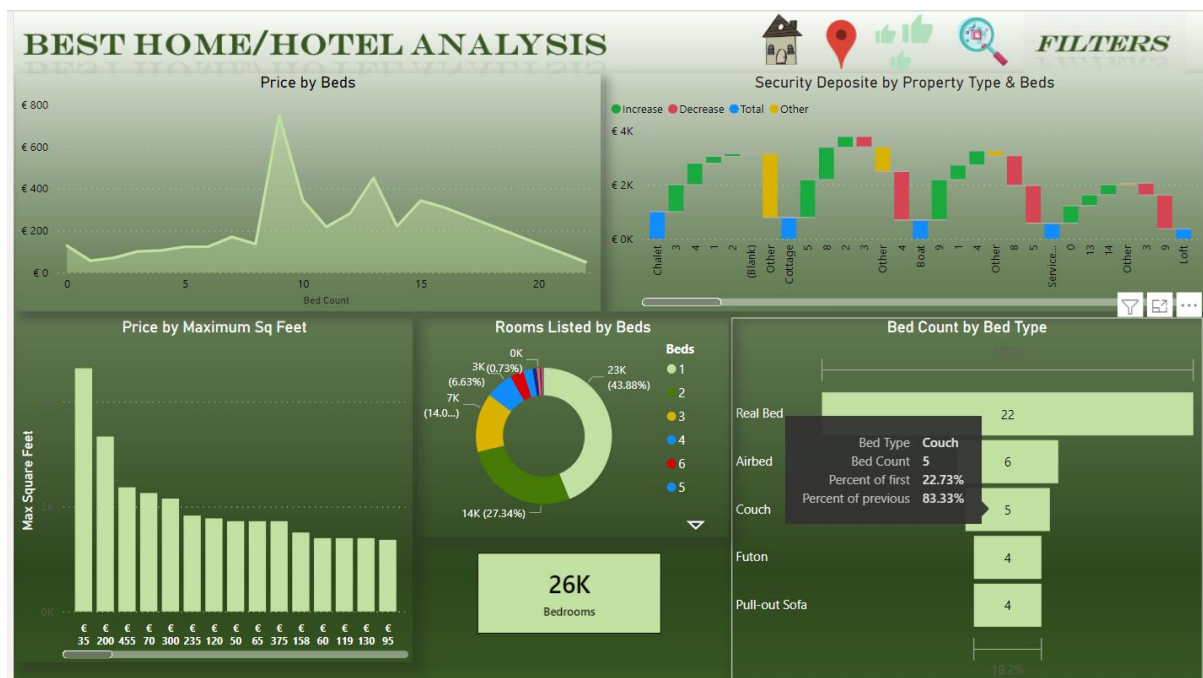 BEST HOME/HOTEL ANALYSIS
FILTERS
Price by Beds
€ 800
€ 600
€ 400
€ 200
€ 0
0 5 10 15 20
Bed Count
Security Deposite by Property Type & Beds
Increase Decrease Total Other
€ 4K
€ 2K
€ 0K
Chalet 3 4 1 2 (Blank) Other Cottage 5 8 2 3 Other 4 Boat 9 1 4 Other 8 5 Service... 0 13 14 Other 3 9 Loft
Price by Maximum Sq Feet
Max Square Feet
2K
0K
€ € € € € € € € € € € € € € €
35 200 455 70 300 235 120 50 65 375 158 60 119 130 95
Rooms Listed by Beds
0K
3K (0.73%)
(6.63%)
7K
(14.0...)
23K
(43.88%)
14K (27.34%)
Beds
1
2
3
4
6
5
26K
Bedrooms
Bed Count by Bed Type
100%
Real Bed 22
Airbed 6
Couch 5
Futon 4
Pull-out Sofa 4
18.2%
Bed Type Couch
Bed Count 5
Percent of first 22.73%
Percent of previous 83.33%